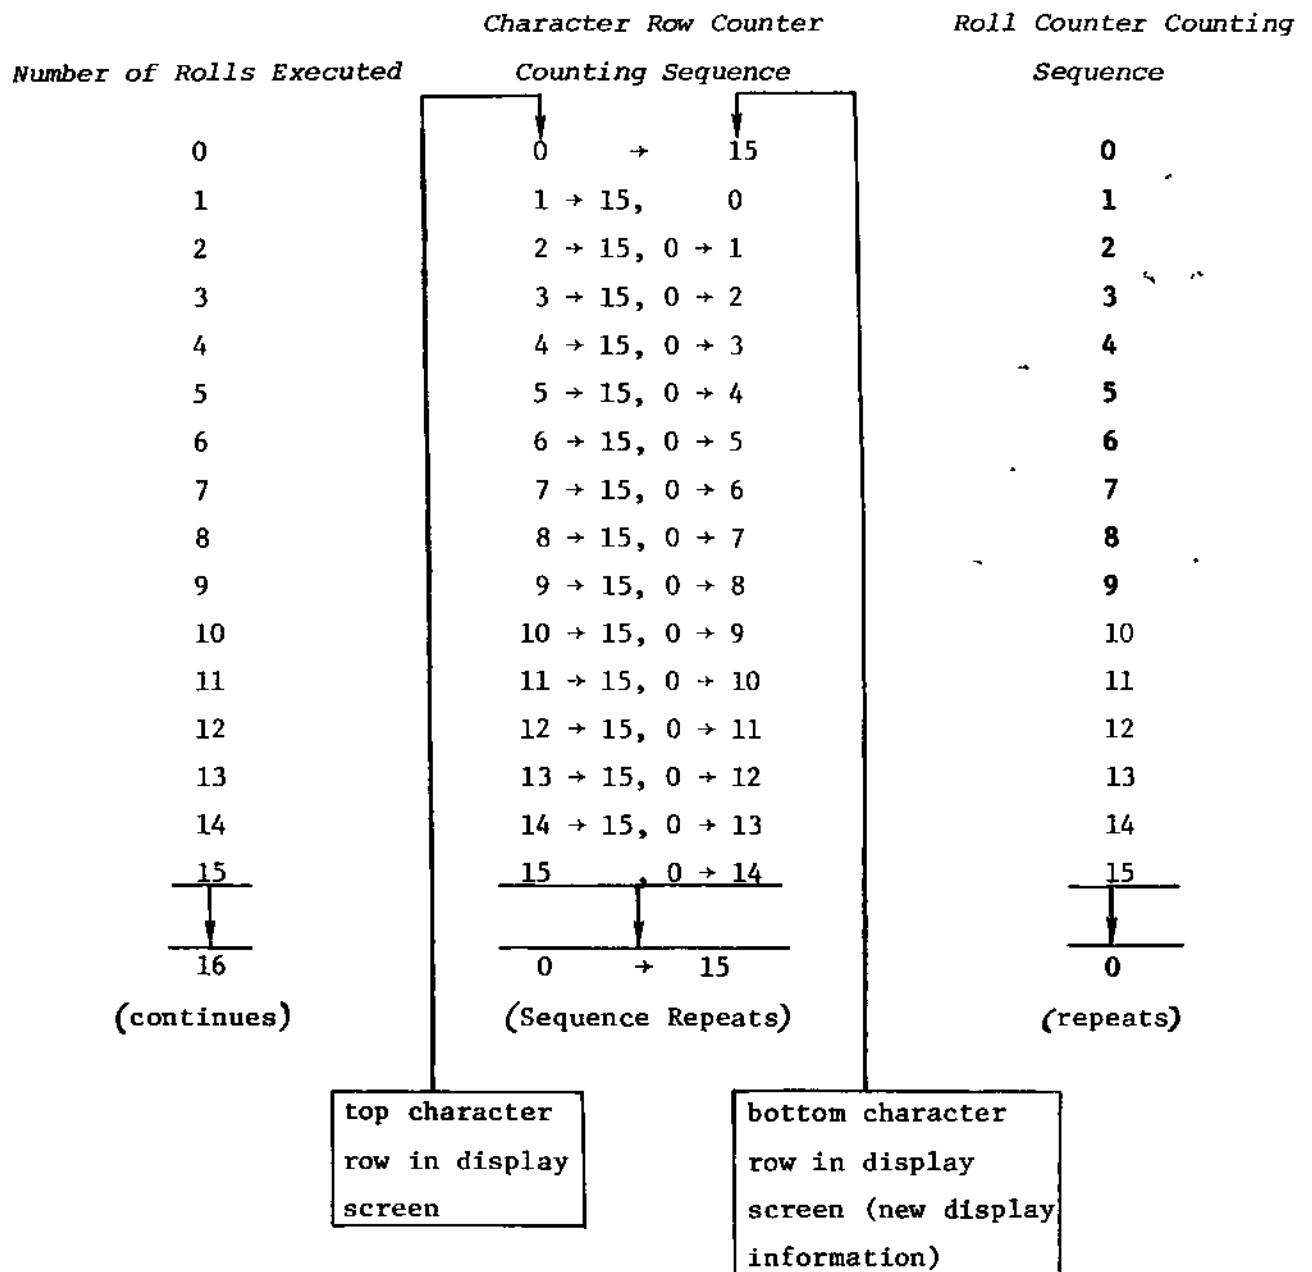 Character Row Counter Roll Counter Counting
Number of Rolls Executed Counting Sequence Sequence
0 0 → 15 0
1 1 → 15, 0 1
2 2 → 15, 0 → 1 2
3 3 → 15, 0 → 2 3
4 4 → 15, 0 → 3 4
5 5 → 15, 0 → 4 5
6 6 → 15, 0 → 5 6
7 7 → 15, 0 → 6 7
8 8 → 15, 0 → 7 8
9 9 → 15, 0 → 8 9
10 10 → 15, 0 → 9 10
11 11 → 15, 0 → 10 11
12 12 → 15, 0 → 11 12
13 13 → 15, 0 → 12 13
14 14 → 15, 0 → 13 14
15 15 , 0 → 14 15
16 0 → 15 0
(continues) (Sequence Repeats) (repeats)
top character
row in display
screen
bottom character
row in display
screen (new display
information)